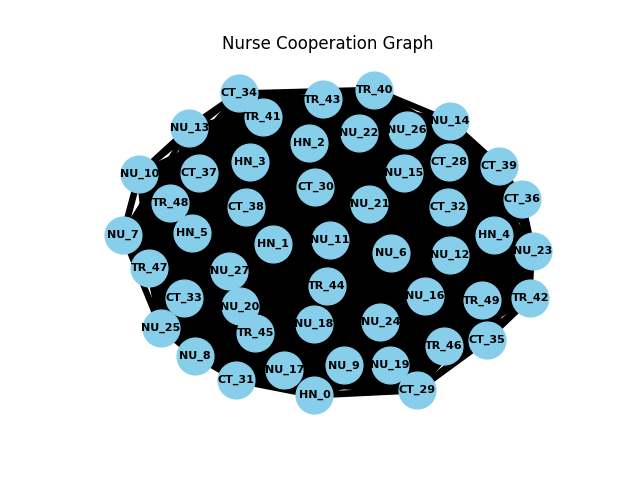 Nurse Cooperation Graph
CT_34
TR_40
TR_43
TR_41
NU_14
NU_13
NU_22
NU_26
HN_2
HN_3
CT_28
CT_39
NU_10
CT_37
NU_15
CT_30
CT_36
TR_48
CT_38
NU_21
CT_32
NU_7
HN_5
HN_4
HN_1
NU_11
NU_23
NU_6
NU_12
TR_47
NU_27
TR_44
CT_33
NU_16
TR_42
TR_49
NU_20
NU_25
NU_18
NU_24
TR_45
CT_35
TR_46
NU_8
NU_9
NU_19
NU_17
CT_31
CT_29
HN_0